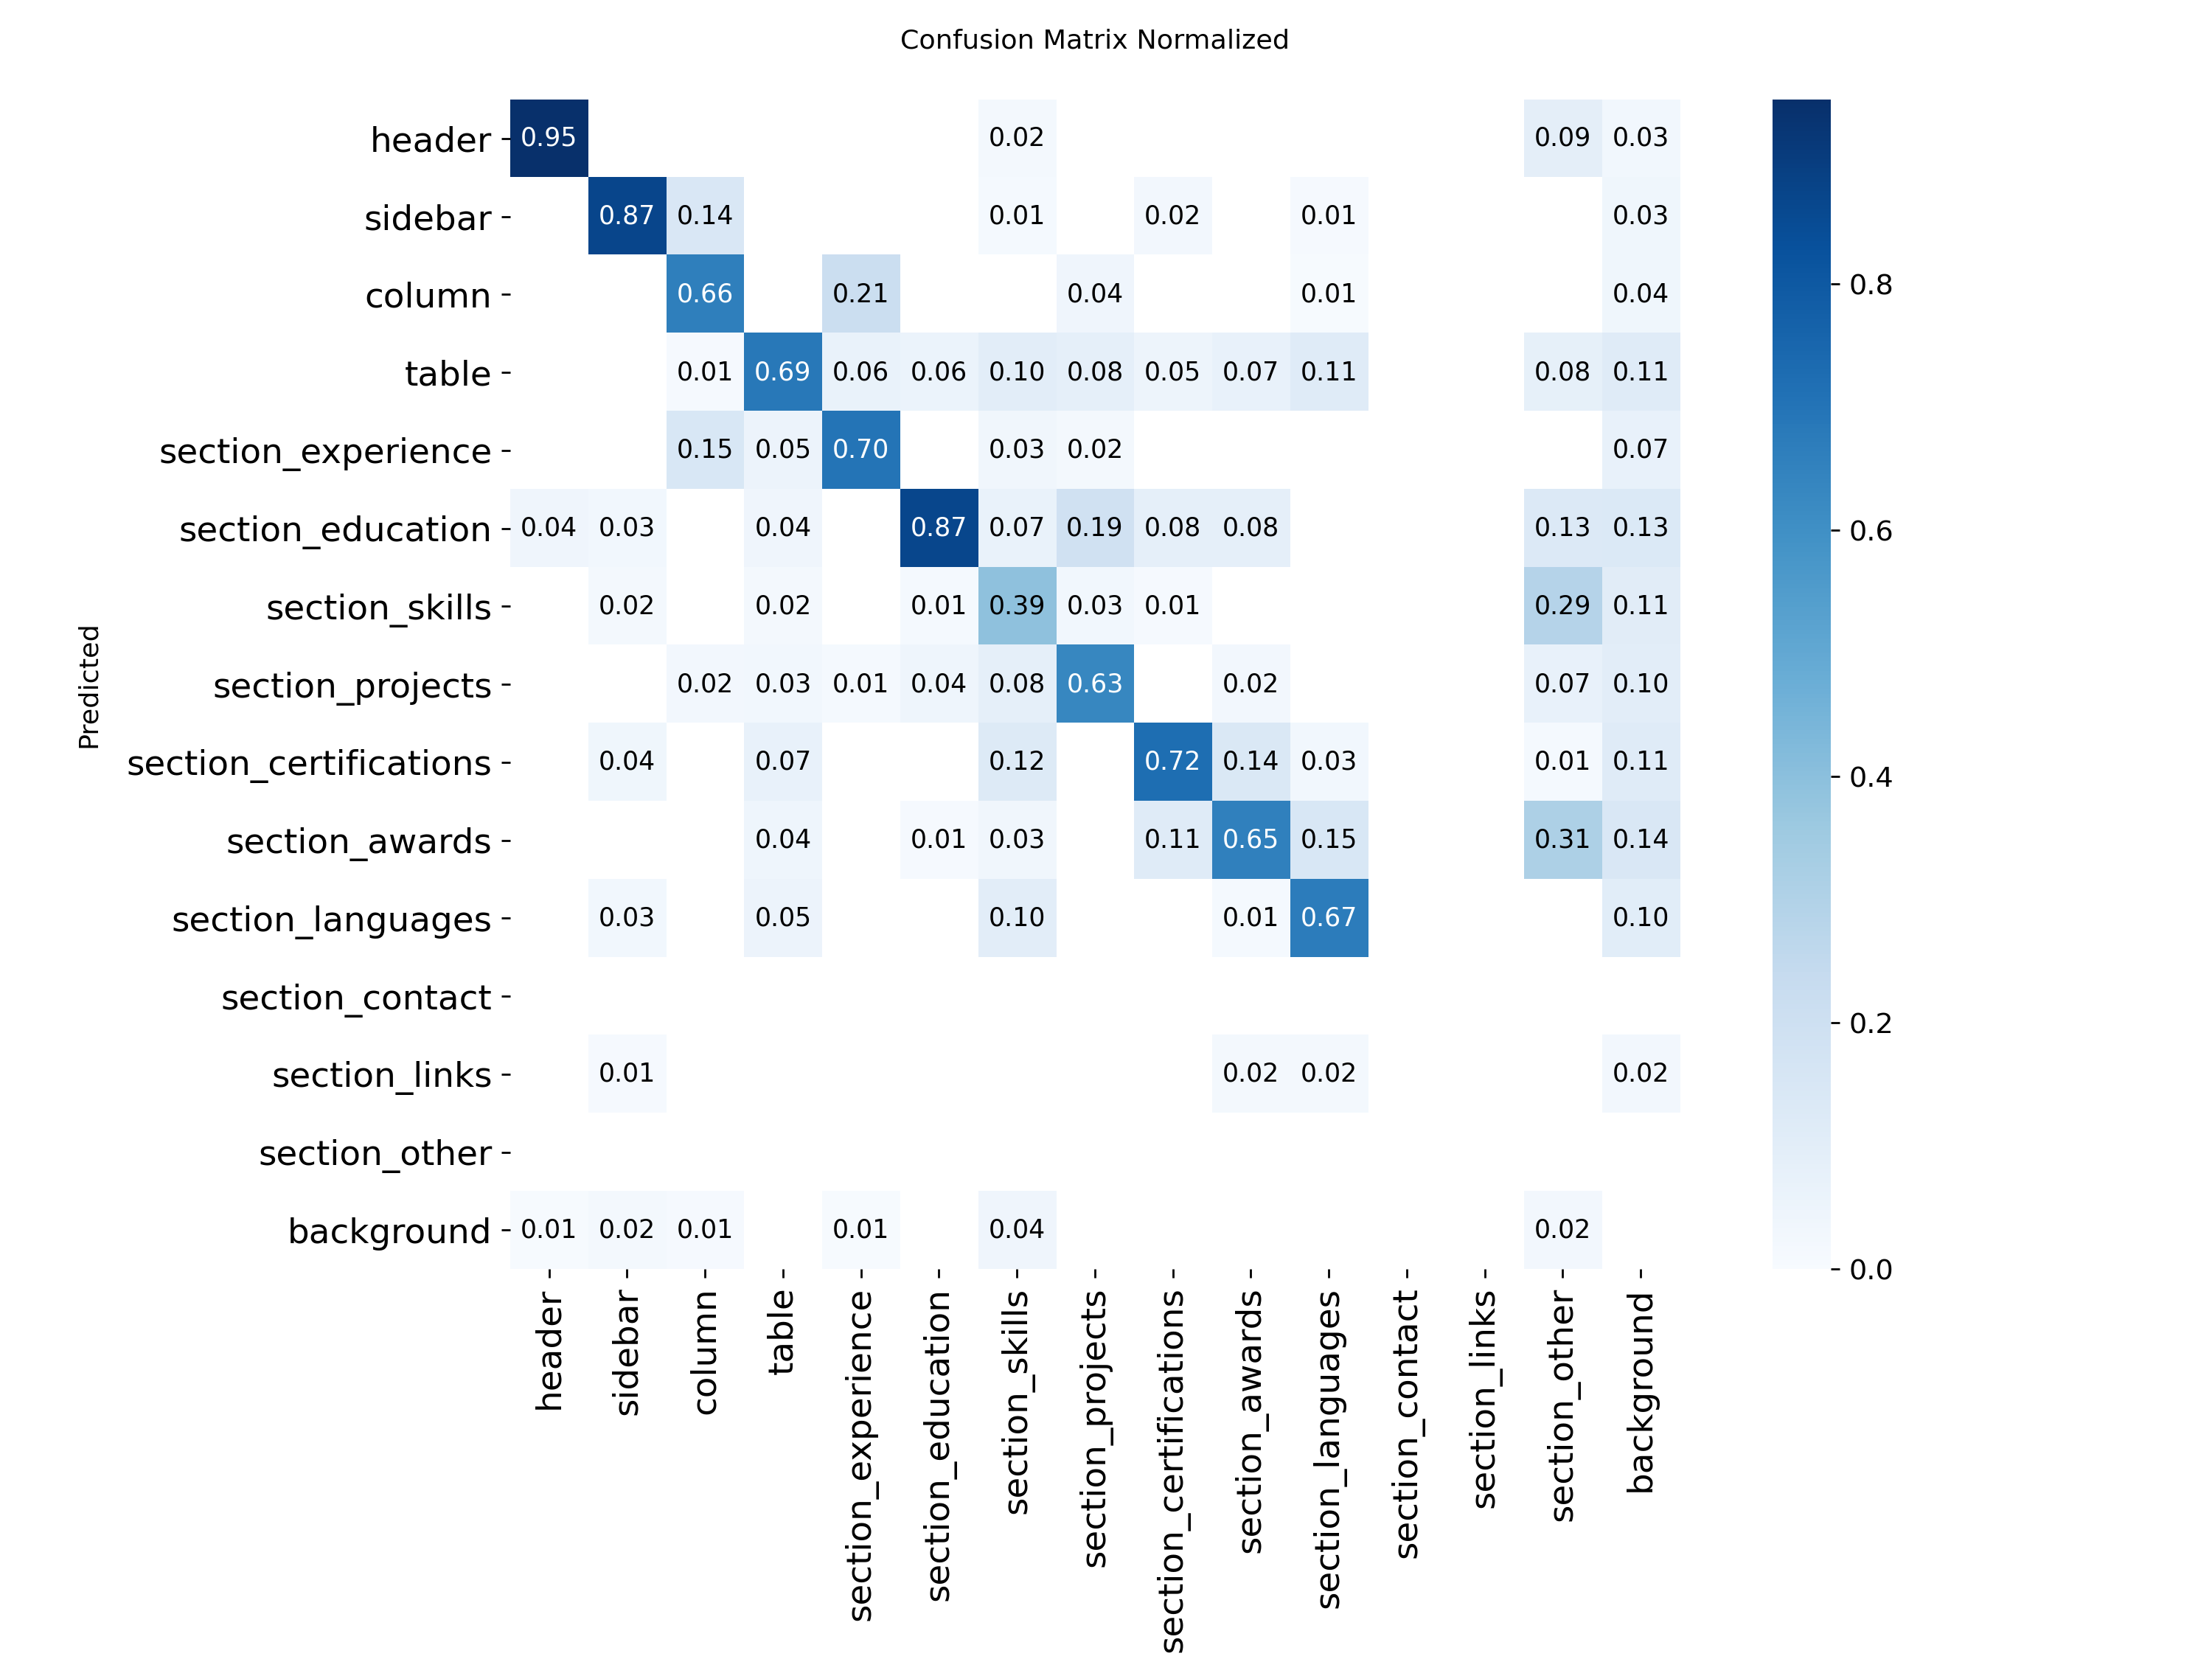 Confusion Matrix Normalized
header 0.95 0.02 0.09 0.03
sidebar 0.87 0.14 0.01 0.02 0.01 0.03
column 0.66 0.21 0.04 0.01 0.04
table 0.01 0.69 0.06 0.06 0.10 0.08 0.05 0.07 0.11 0.08 0.11
section_experience 0.15 0.05 0.70 0.03 0.02 0.07
section_education 0.04 0.03 0.04 0.87 0.07 0.19 0.08 0.08 0.13 0.13
section_skills 0.02 0.02 0.01 0.39 0.03 0.01 0.29 0.11
section_projects 0.02 0.03 0.01 0.04 0.08 0.63 0.02 0.07 0.10
section_certifications 0.04 0.07 0.12 0.72 0.14 0.03 0.01 0.11
section_awards 0.04 0.01 0.03 0.11 0.65 0.15 0.31 0.14
section_languages 0.03 0.05 0.10 0.01 0.67 0.10
section_contact
section_links 0.01 0.02 0.02 0.02
section_other
background 0.01 0.02 0.01 0.01 0.04 0.02
Predicted
header
sidebar
column
table
section_experience
section_education
section_skills
section_projects
section_certifications
section_awards
section_languages
section_contact
section_links
section_other
background
0.8
0.6
0.4
0.2
0.0